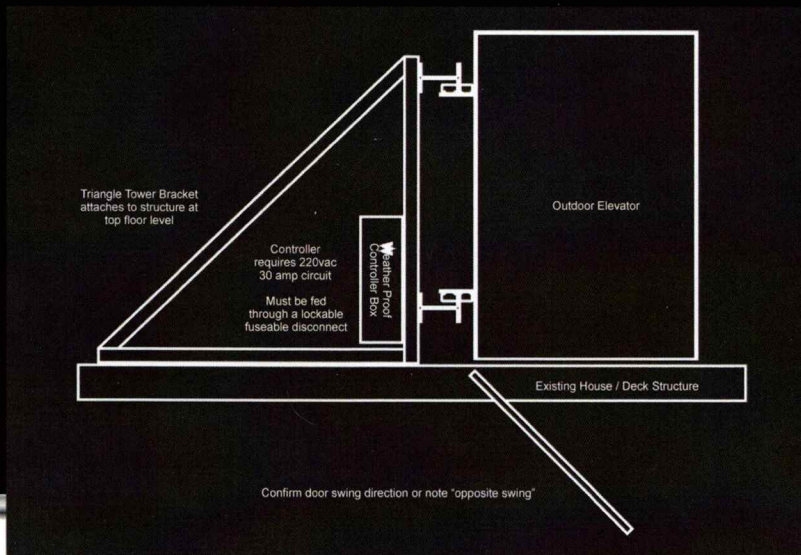 Triangle Tower Bracket
attaches to structure at
top floor level
Controller
requires 220vac
30 amp circuit
Must be fed
through a lockable
fuseable disconnect
Weather Proof
Controller Box
Outdoor Elevator
Existing House / Deck Structure
Confirm door swing direction or note "opposite swing"